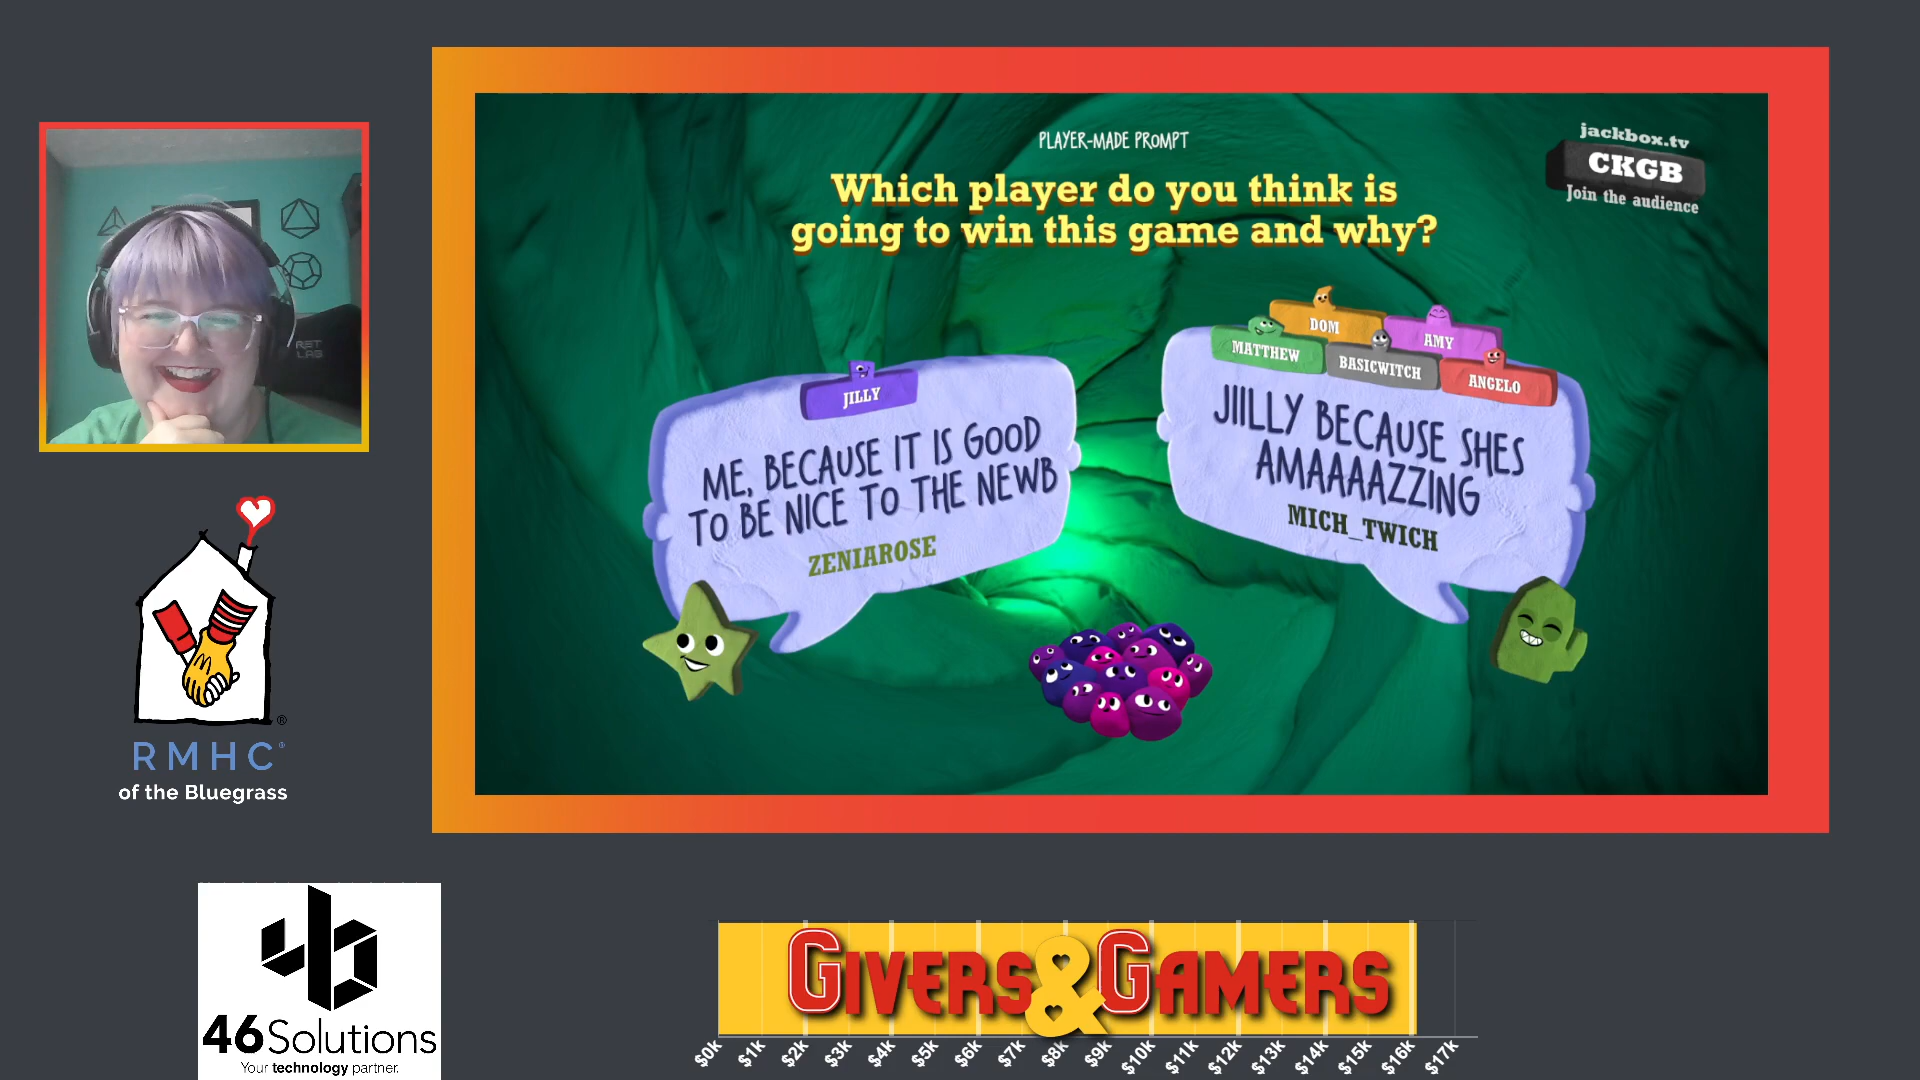 PLAYER-MADE PROMPT
Which player do you think is
going to win this game and why?
jackbox.tv
CKGB
Join the audience
JILLY
ME, BECAUSE IT IS GOOD
TO BE NICE TO THE NEWB
ZENIAROSE
DOM
AMY
MATTHEW
BASICWITCH
ANGELO
JIILLY BECAUSE SHES
AMAAAAZZING
MICH_TWICH
RET
LAB
RMHC®
of the Bluegrass
®
46Solutions
Your technology partner.
GIVERS&GAMERS
$0k $1k $2k $3k $4k $5k $6k $7k $8k $9k $10k $11k $12k $13k $14k $15k $16k $17k